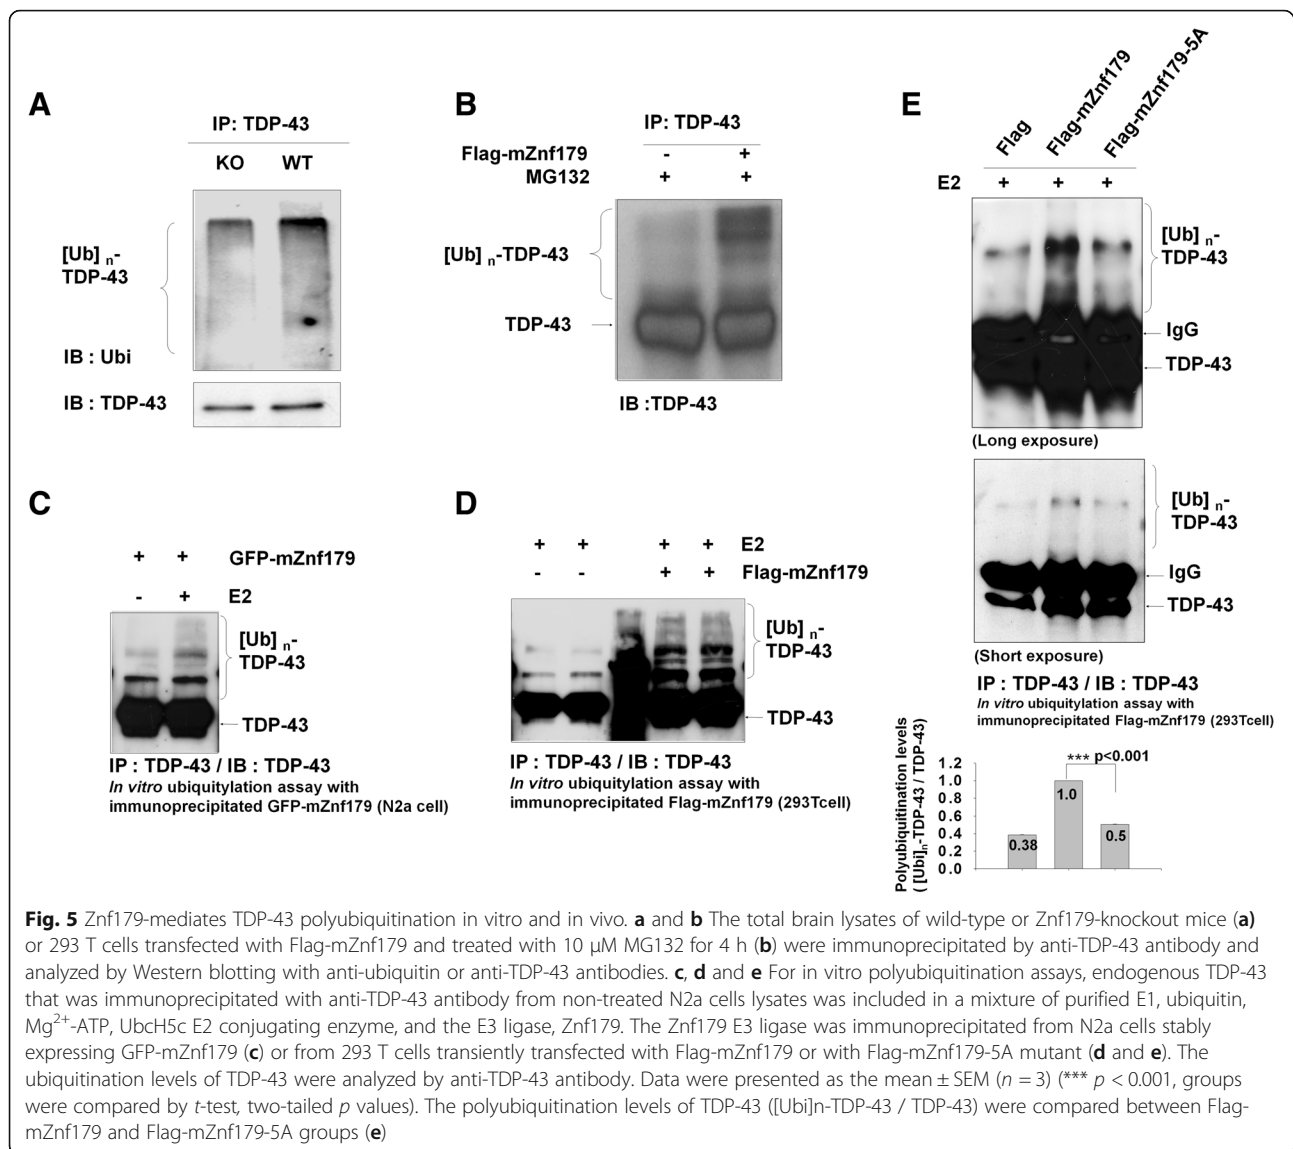 A
IP: TDP-43
KO WT
[Ub] n-
TDP-43
IB : Ubi
IB : TDP-43
B
IP: TDP-43
Flag-mZnf179 - +
MG132 + +
[Ub] n-TDP-43
TDP-43
IB :TDP-43
E
Flag
Flag-mZnf179
Flag-mZnf179-5A
E2 + + +
[Ub] n-
TDP-43
IgG
TDP-43
(Long exposure)
[Ub] n-
TDP-43
IgG
TDP-43
(Short exposure)
IP : TDP-43 / IB : TDP-43
In vitro ubiquitylation assay with
immunoprecipitated Flag-mZnf179 (293Tcell)
Polyubiquitination levels
( [Ubi]n-TDP-43 / TDP-43)
1.2
1.0
0.8
0.6
0.4
0.2
0.0
*** p<0.001
0.38
1.0
0.5
C
+ + GFP-mZnf179
- + E2
[Ub] n-
TDP-43
TDP-43
IP : TDP-43 / IB : TDP-43
In vitro ubiquitylation assay with
immunoprecipitated GFP-mZnf179 (N2a cell)
D
+ + + + E2
- - + + Flag-mZnf179
[Ub] n-
TDP-43
TDP-43
IP : TDP-43 / IB : TDP-43
In vitro ubiquitylation assay with
immunoprecipitated Flag-mZnf179 (293Tcell)
Fig. 5 Znf179-mediates TDP-43 polyubiquitination in vitro and in vivo. a and b The total brain lysates of wild-type or Znf179-knockout mice (a)
or 293 T cells transfected with Flag-mZnf179 and treated with 10 μM MG132 for 4 h (b) were immunoprecipitated by anti-TDP-43 antibody and
analyzed by Western blotting with anti-ubiquitin or anti-TDP-43 antibodies. c, d and e For in vitro polyubiquitination assays, endogenous TDP-43
that was immunoprecipitated with anti-TDP-43 antibody from non-treated N2a cells lysates was included in a mixture of purified E1, ubiquitin,
Mg2+-ATP, UbcH5c E2 conjugating enzyme, and the E3 ligase, Znf179. The Znf179 E3 ligase was immunoprecipitated from N2a cells stably
expressing GFP-mZnf179 (c) or from 293 T cells transiently transfected with Flag-mZnf179 or with Flag-mZnf179-5A mutant (d and e). The
ubiquitination levels of TDP-43 were analyzed by anti-TDP-43 antibody. Data were presented as the mean ± SEM (n = 3) (*** p < 0.001, groups
were compared by t-test, two-tailed p values). The polyubiquitination levels of TDP-43 ([Ubi]n-TDP-43 / TDP-43) were compared between Flag-
mZnf179 and Flag-mZnf179-5A groups (e)